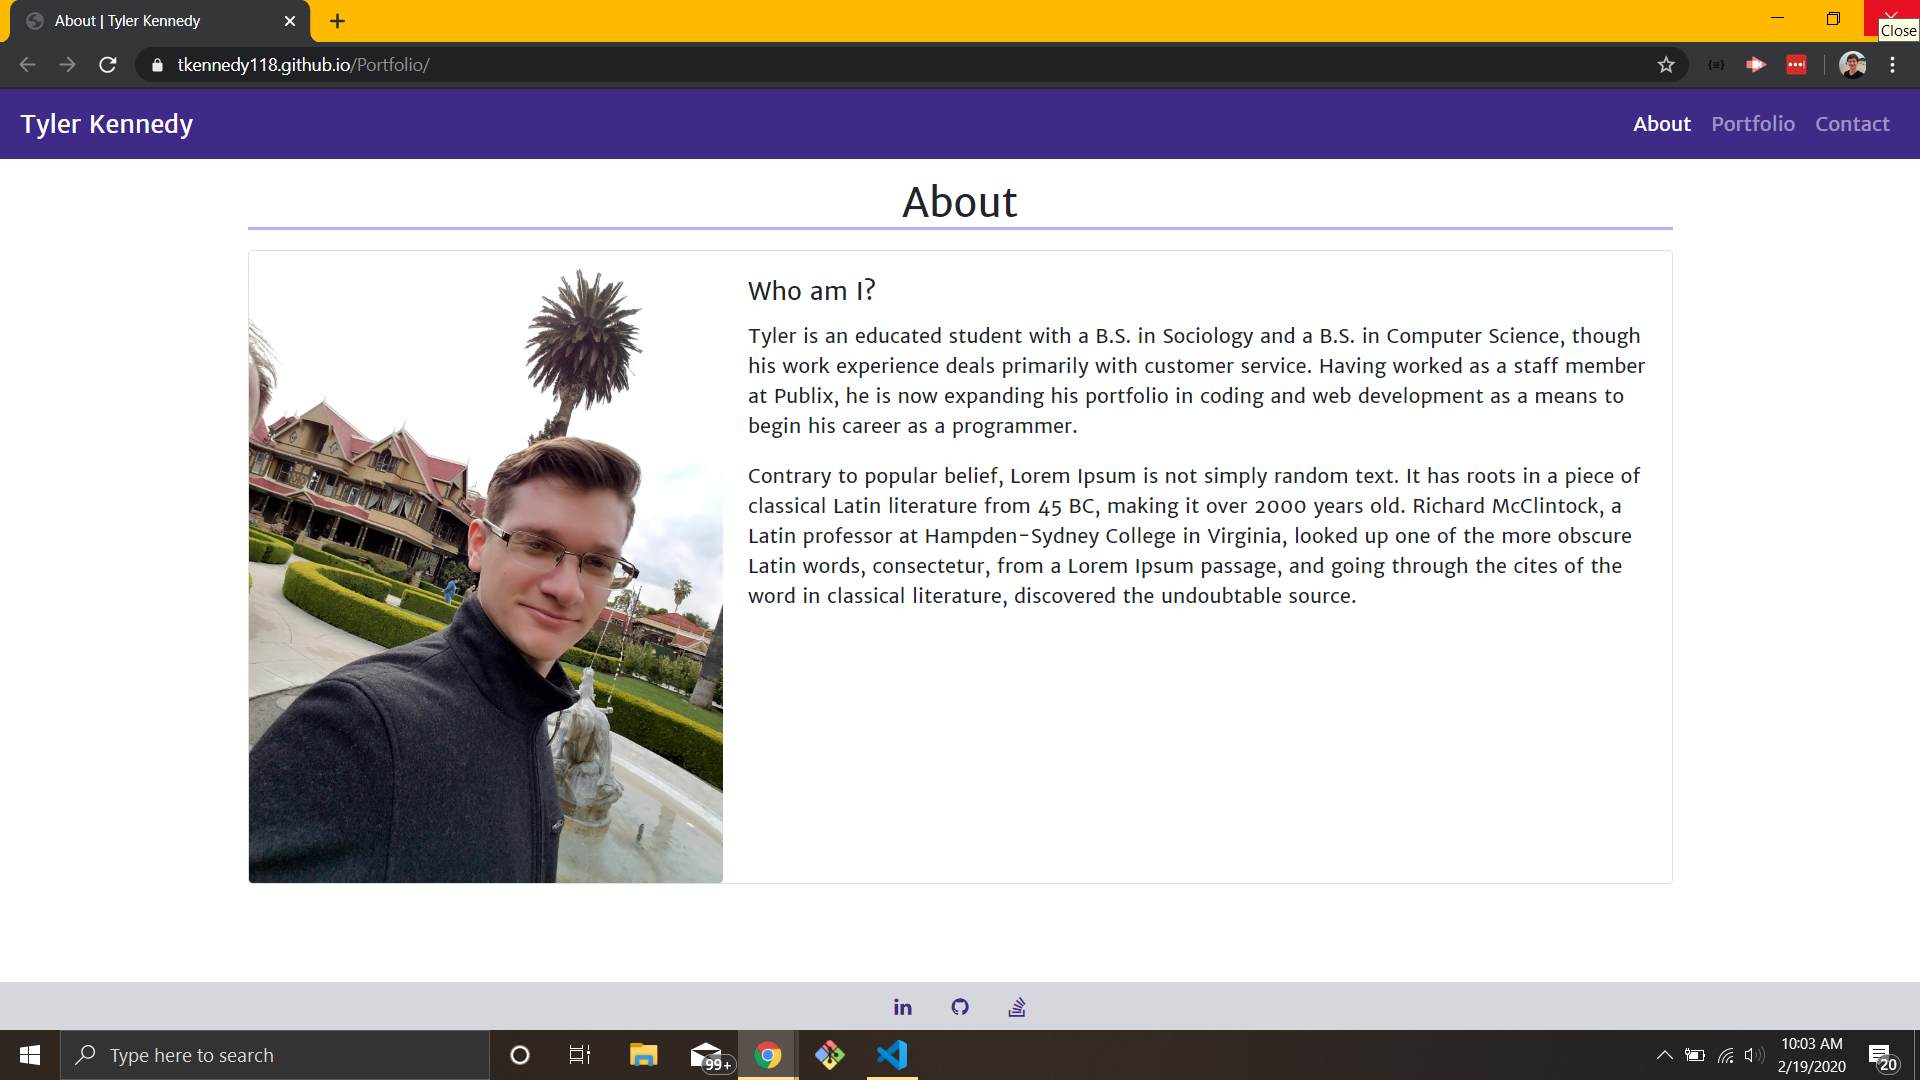 About | Tyler Kennedy
Close
tkennedy118.github.io/Portfolio/
Tyler Kennedy
About Portfolio Contact
About
Who am I?
Tyler is an educated student with a B.S. in Sociology and a B.S. in Computer Science, though
his work experience deals primarily with customer service. Having worked as a staff member
at Publix, he is now expanding his portfolio in coding and web development as a means to
begin his career as a programmer.
Contrary to popular belief, Lorem Ipsum is not simply random text. It has roots in a piece of
classical Latin literature from 45 BC, making it over 2000 years old. Richard McClintock, a
Latin professor at Hampden-Sydney College in Virginia, looked up one of the more obscure
Latin words, consectetur, from a Lorem Ipsum passage, and going through the cites of the
word in classical literature, discovered the undoubtable source.
in
Type here to search
99+
10:03 AM
2/19/2020
20